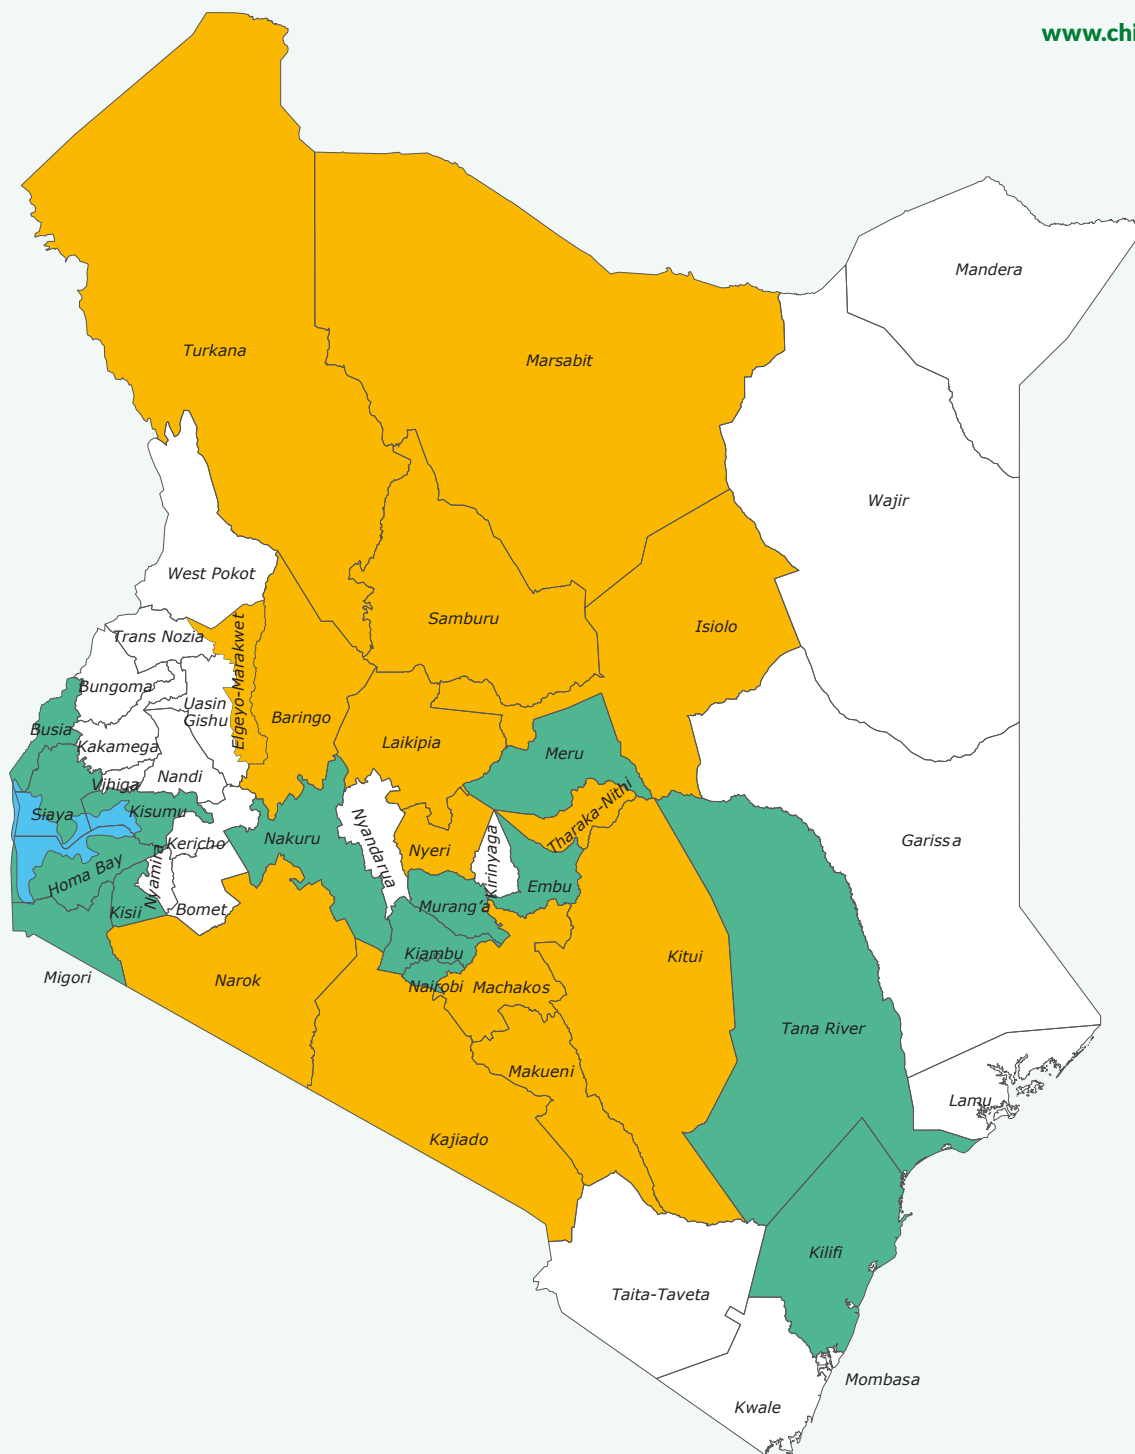 www.chi
Mandera
Turkana
Marsabit
Wajir
West Pokot
Samburu
Isiolo
Trans Nozia
Elgeyo-Marakwet
Bungoma
Uasin
Gishu
Baringo
Busia
Laikipia
Kakamega
Meru
Nandi
Vihiga
Tharaka-Nithi
Siaya
Kisumu
Nakuru
Nyandarua
Garissa
Kericho
Nyeri
Kirinyaga
Homa Bay
Nyamira
Embu
Murang'a
Kisii
Bomet
Kiambu
Kitui
Migori
Narok
Nairobi
Machakos
Tana River
Makueni
Lamu
Kajiado
Kilifi
Taita-Taveta
Mombasa
Kwale